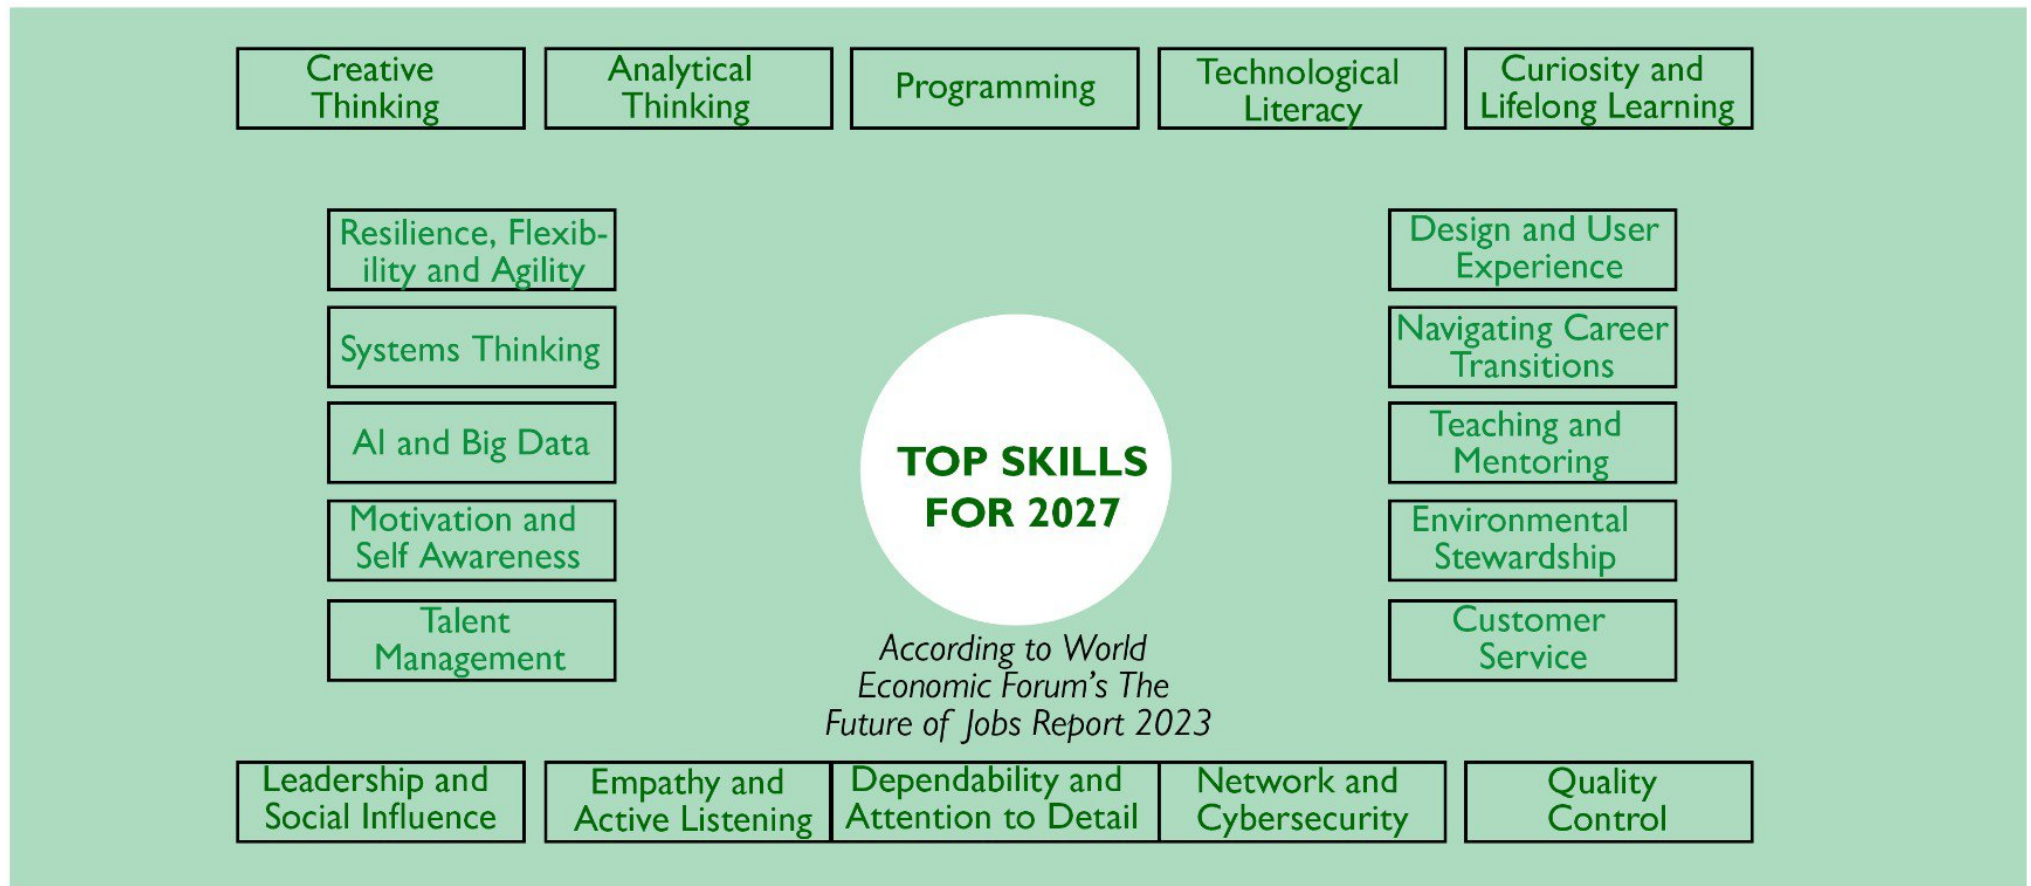 Creative
Thinking
Analytical
Thinking
Programming
Technological
Literacy
Curiosity and
Lifelong Learning
Resilience, Flexib-
ility and Agility
Systems Thinking
AI and Big Data
Motivation and
Self Awareness
Talent
Management
TOP SKILLS
FOR 2027
According to World
Economic Forum's The
Future of Jobs Report 2023
Design and User
Experience
Navigating Career
Transitions
Teaching and
Mentoring
Environmental
Stewardship
Customer
Service
Leadership and
Social Influence
Empathy and
Active Listening
Dependability and
Attention to Detail
Network and
Cybersecurity
Quality
Control